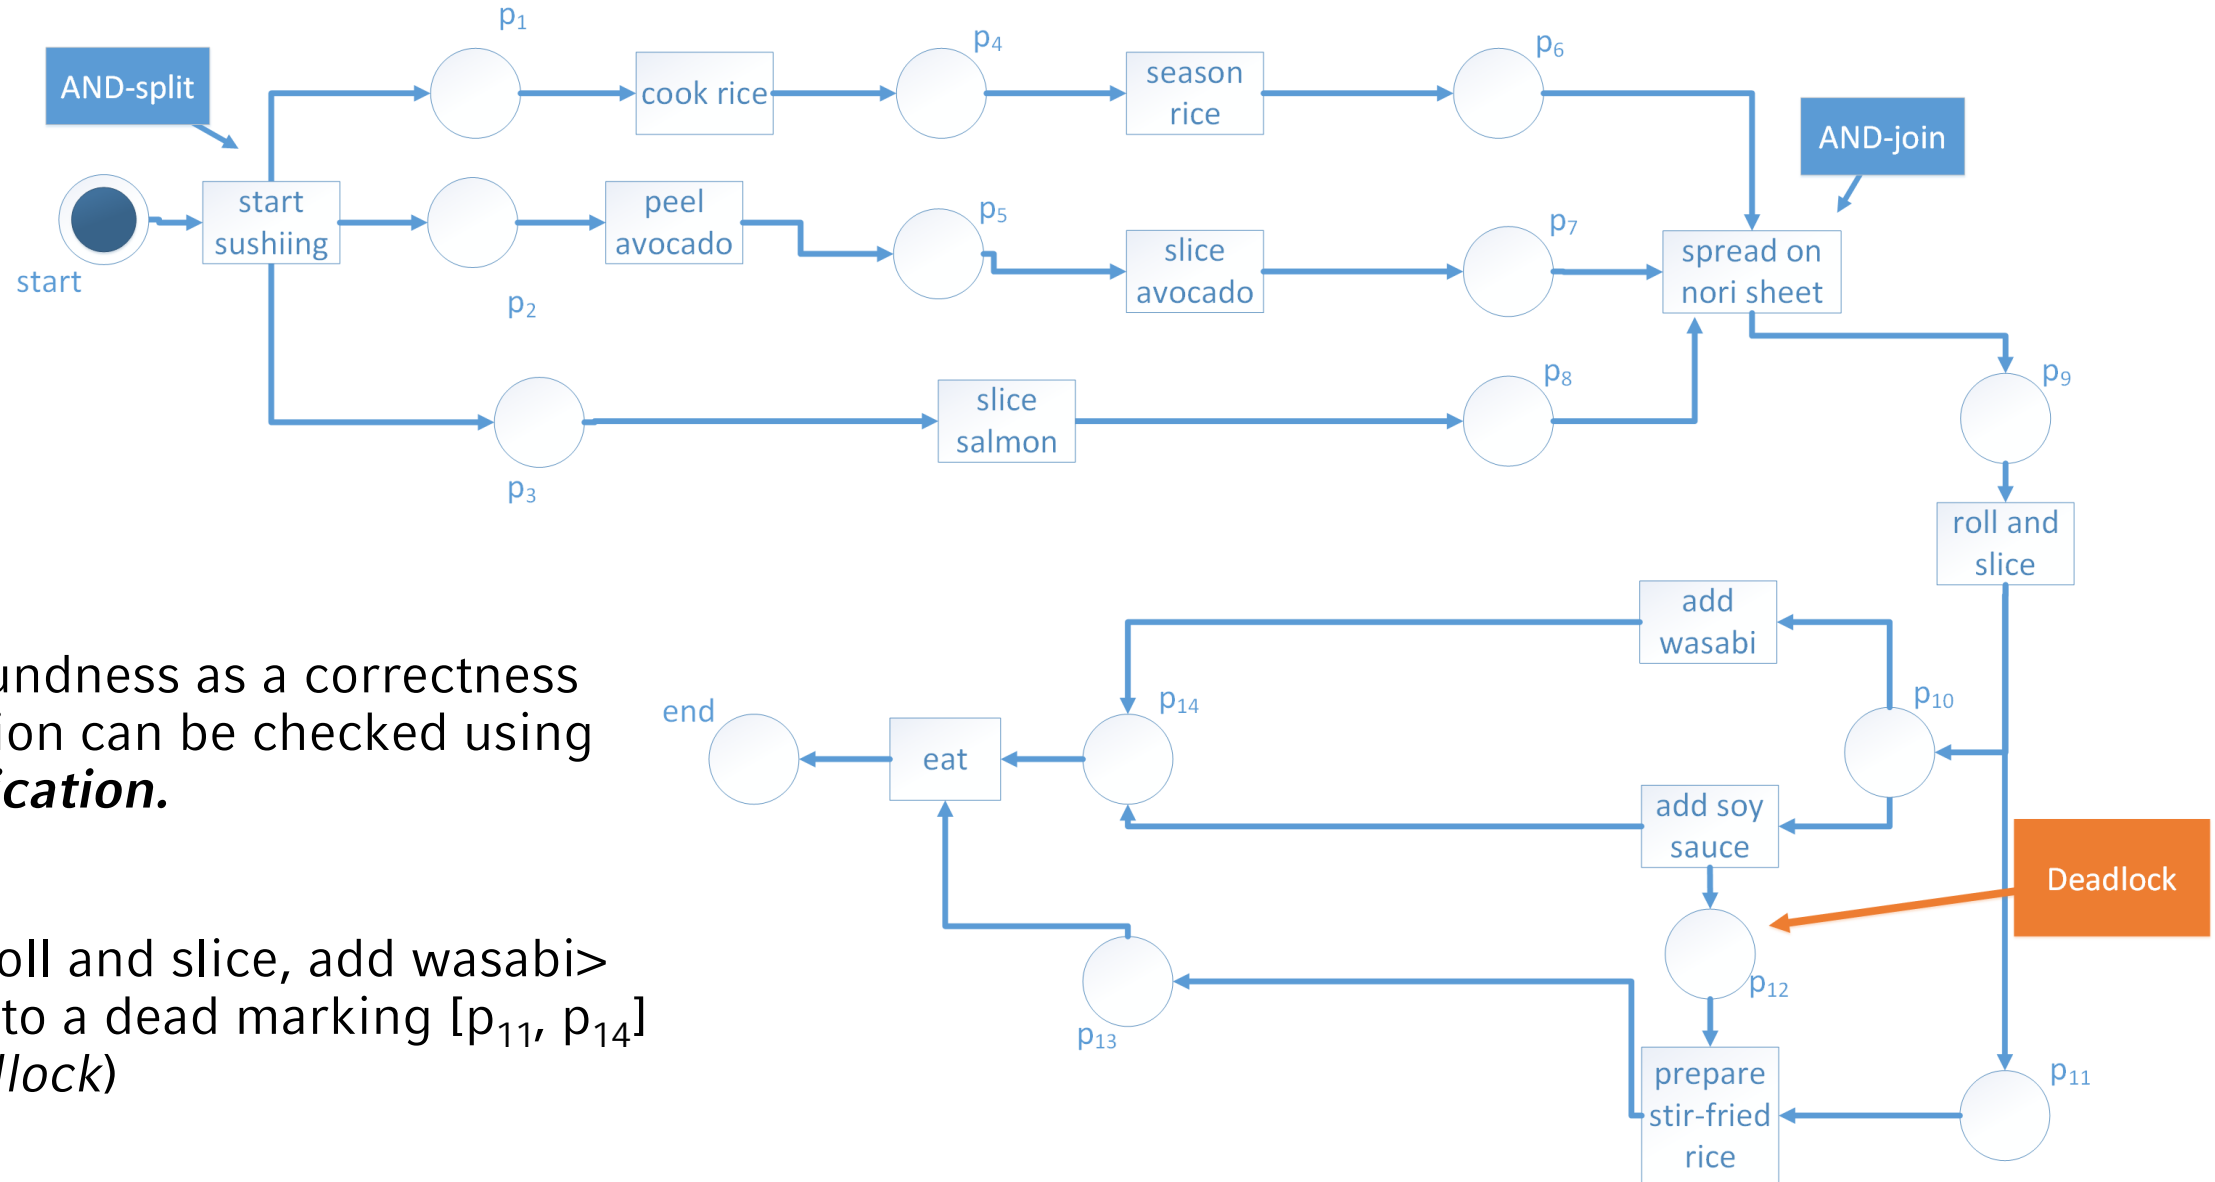 p₁
p₄
p₆
AND-split
cook rice
season
rice
AND-join
start
sushiing
peel
avocado
p₅
p₇
slice
avocado
spread on
nori sheet
start
p₂
p₈
p₉
slice
salmon
p₃
roll and
slice
add
wasabi
undness as a correctness
ion can be checked using
ication.
end
p₁₄
p₁₀
eat
add soy
sauce
Deadlock
oll and slice, add wasabi>
to a dead marking [p₁₁, p₁₄]
llock)
p₁₂
p₁₃
prepare
stir-fried
rice
p₁₁